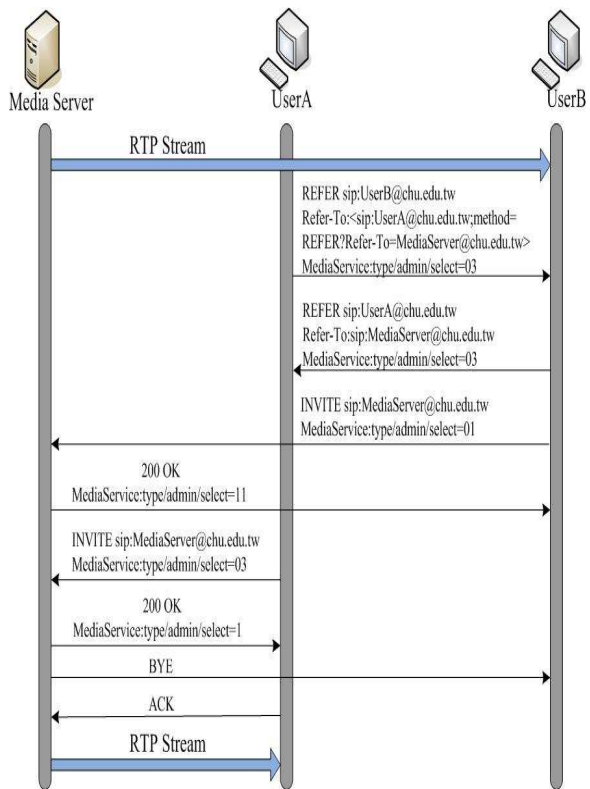 Media Server
UserA
UserB
RTP Stream
REFER sip:UserB@chu.edu.tw
Refer-To:<sip:UserA@chu.edu.tw;method=
REFER?Refer-To=MediaServer@chu.edu.tw>
MediaService:type/admin/select=03
REFER sip:UserA@chu.edu.tw
Refer-To:sip:MediaServer@chu.edu.tw
MediaService:type/admin/select=03
INVITE sip:MediaServer@chu.edu.tw
MediaService:type/admin/select=01
200 OK
MediaService:type/admin/select=11
INVITE sip:MediaServer@chu.edu.tw
MediaService:type/admin/select=03
200 OK
MediaService:type/admin/select=1
BYE
ACK
RTP Stream